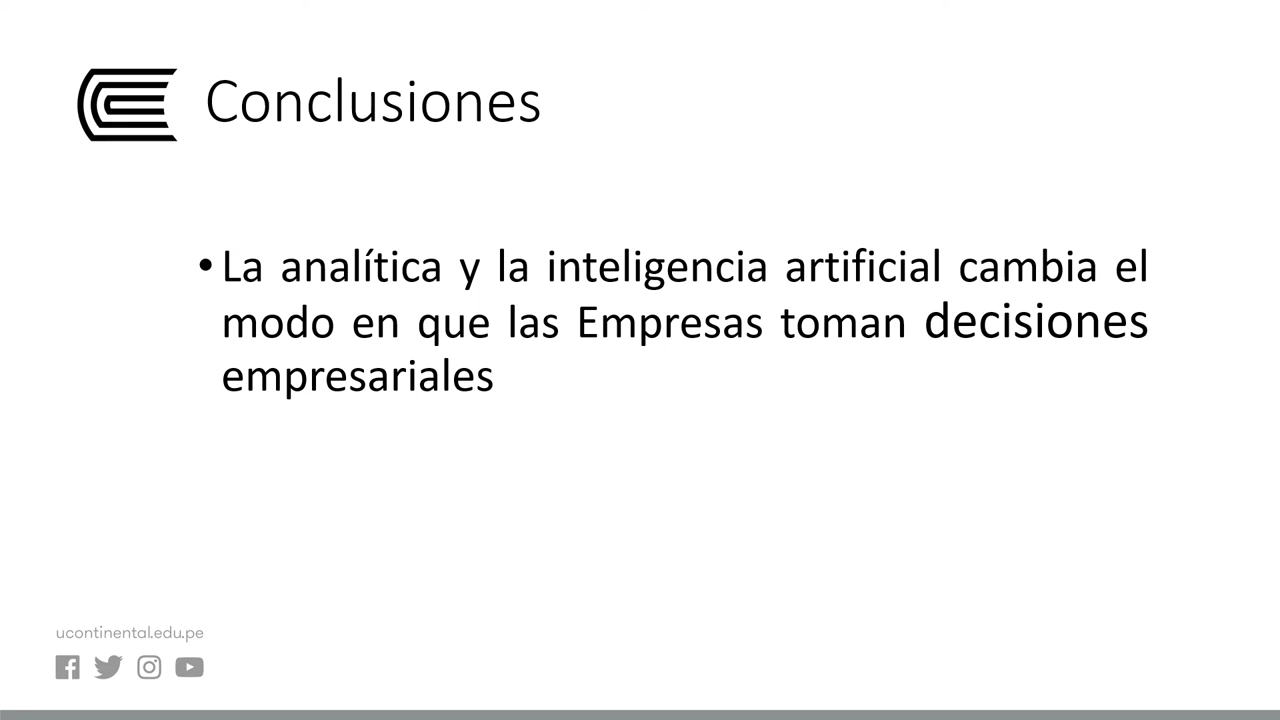 Conclusiones
• La analítica y la inteligencia artificial cambia el
modo en que las Empresas toman decisiones
empresariales
ucontinental.edu.pe